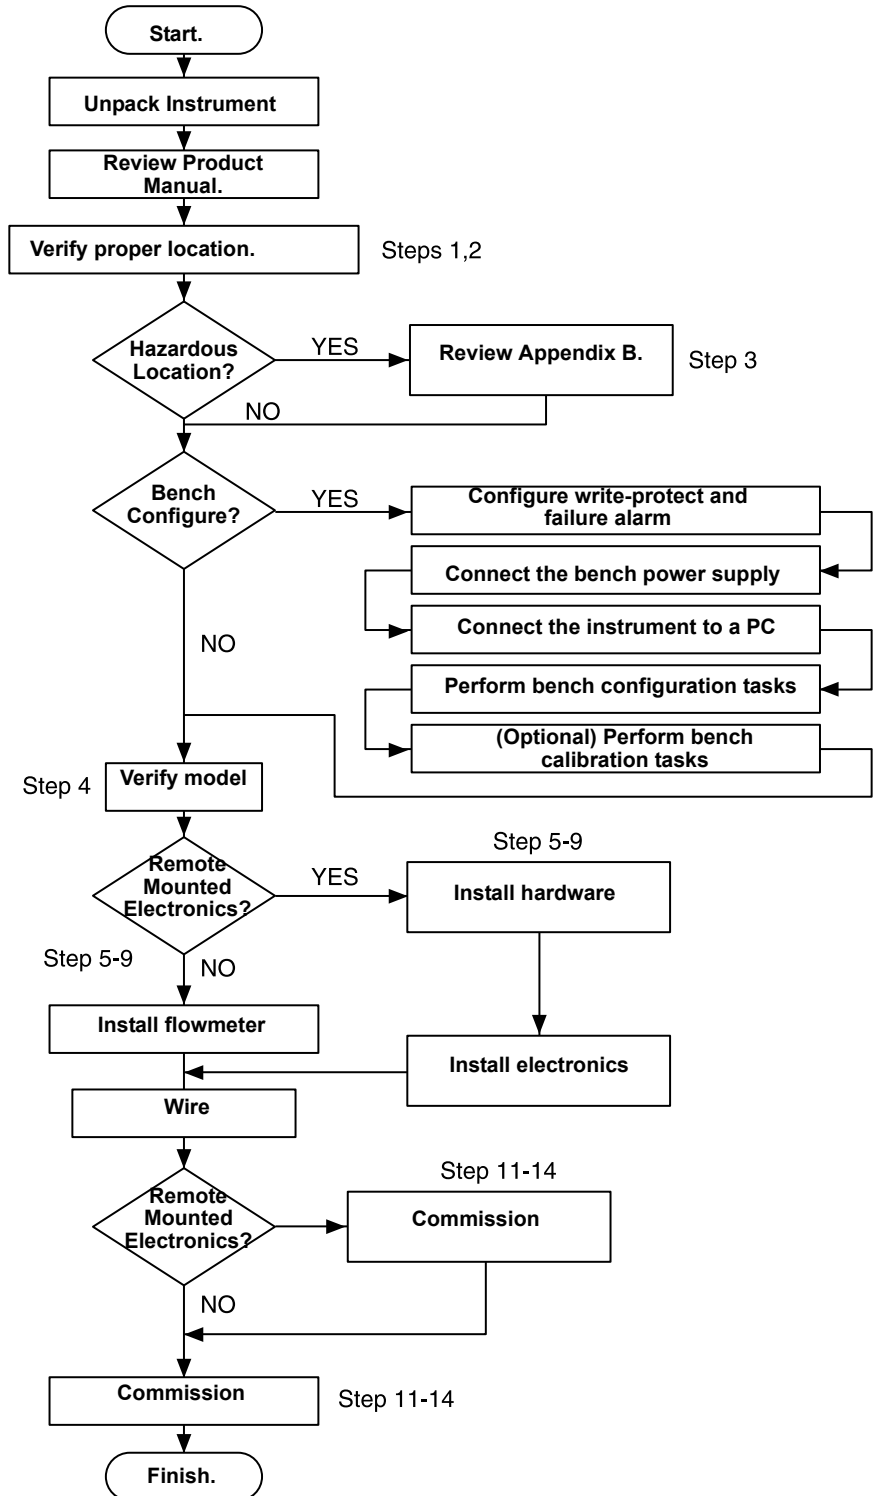 Start.
Unpack Instrument
Review Product
Manual.
Verify proper location.
Steps 1,2
Hazardous
Location?
YES
Review Appendix B.
Step 3
NO
Bench
Configure?
YES
Configure write-protect and
failure alarm
Connect the bench power supply
Connect the instrument to a PC
NO
Perform bench configuration tasks
(Optional) Perform bench
calibration tasks
Step 4
Verify model
Remote
Mounted
Electronics?
YES
Step 5-9
Install hardware
Step 5-9
NO
Install flowmeter
Install electronics
Wire
Remote
Mounted
Electronics?
Step 11-14
Commission
NO
Commission
Step 11-14
Finish.